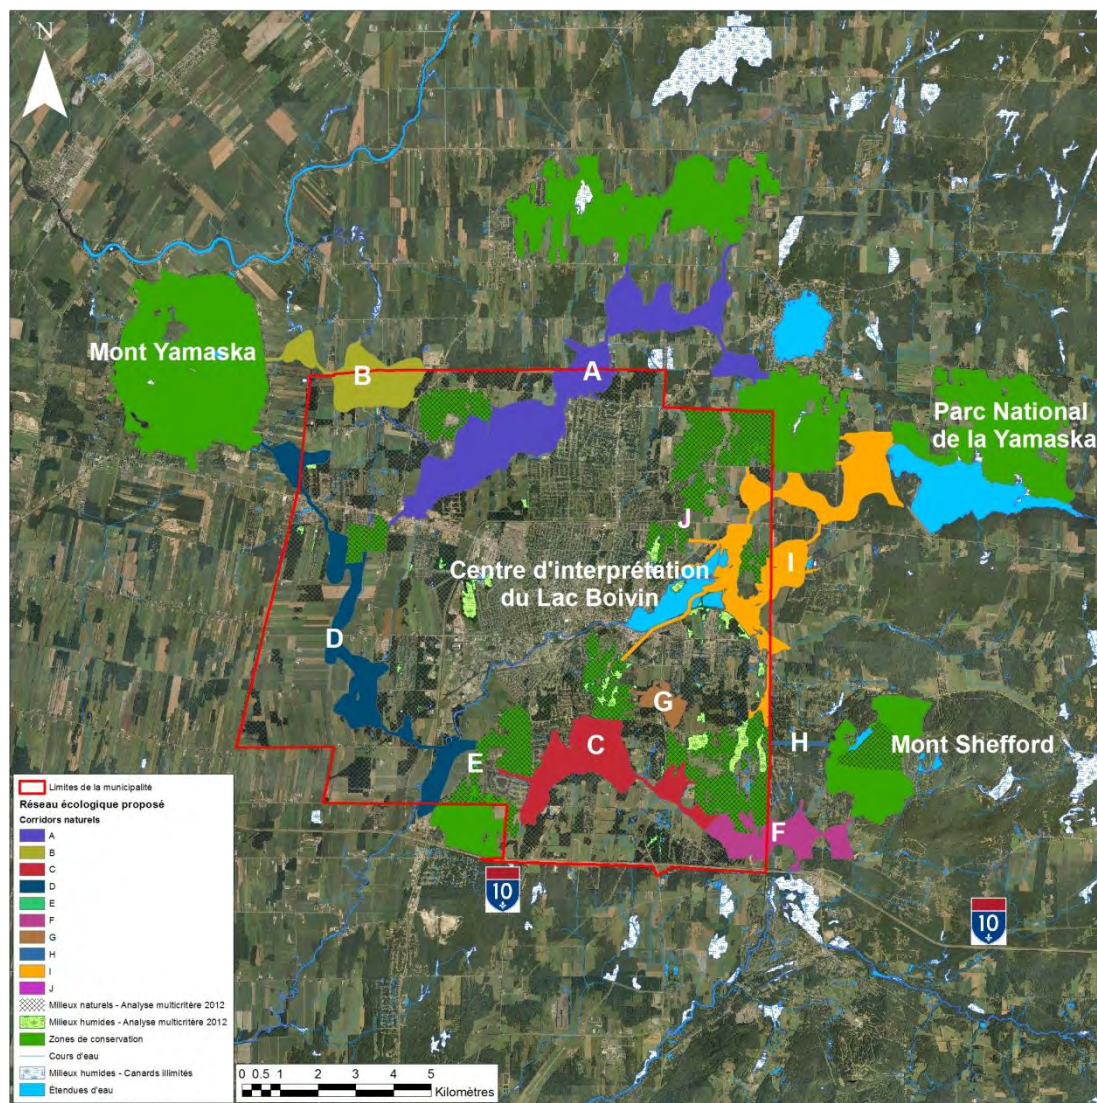 N
Mont Yamaska
B
A
Parc National
de la Yamaska
J
Centre d'interprétation
du Lac Boivin
I
D
G
C
H
Mont Shefford
E
F
10
10
Limites de la municipalité
Réseau écologique proposé
Corridors naturels
A
B
C
D
E
F
G
H
I
J
Milieux naturels - Analyse multicritère 2012
Milieux humides - Analyse multicritère 2012
Zones de conservation
Cours d'eau
Milieux humides - Canards illimités
Étendues d'eau
0 0.5 1 2 3 4 5
Kilomètres